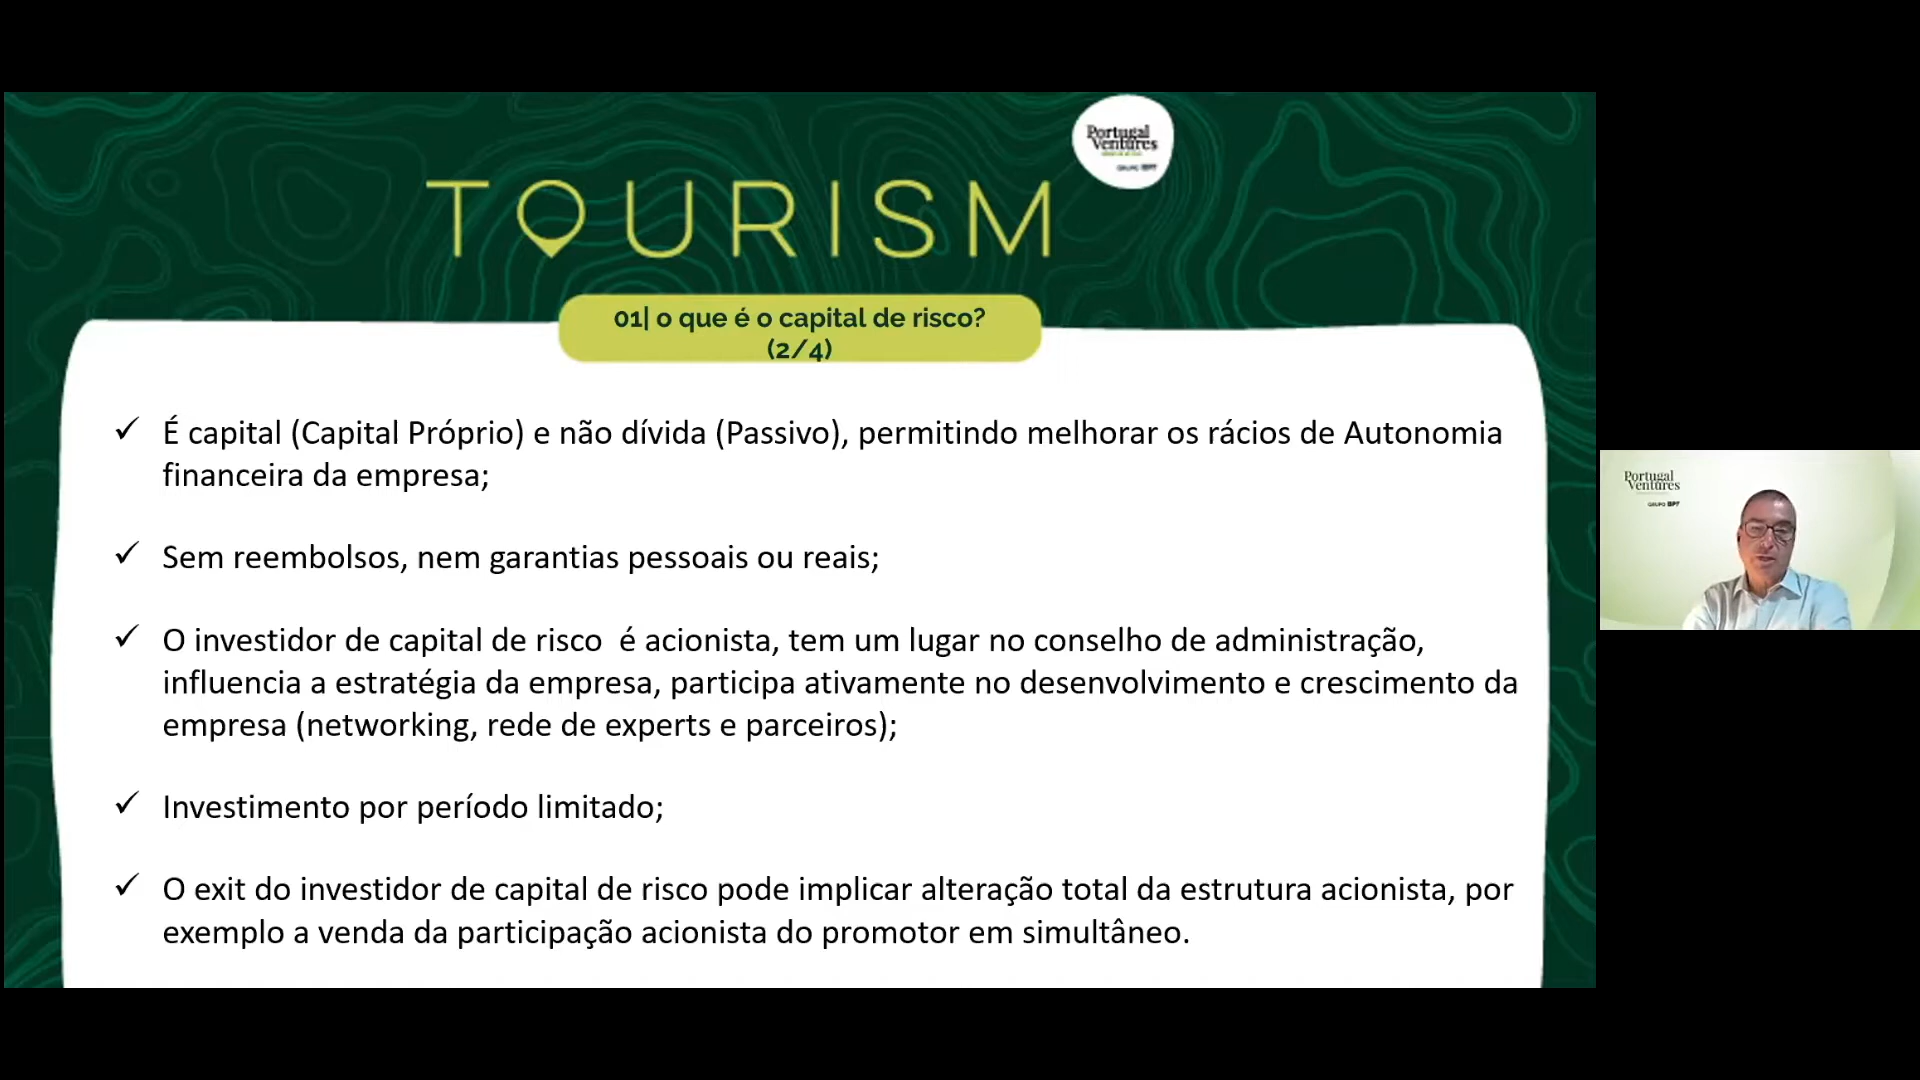 Portugal
Ventures
GRUPO BPF
TOURISM
01| o que é o capital de risco?
(2/4)
✓ É capital (Capital Próprio) e não dívida (Passivo), permitindo melhorar os rácios de Autonomia
financeira da empresa;
✓ Sem reembolsos, nem garantias pessoais ou reais;
✓ O investidor de capital de risco  é acionista, tem um lugar no conselho de administração,
influencia a estratégia da empresa, participa ativamente no desenvolvimento e crescimento da
empresa (networking, rede de experts e parceiros);
✓ Investimento por período limitado;
✓ O exit do investidor de capital de risco pode implicar alteração total da estrutura acionista, por
exemplo a venda da participação acionista do promotor em simultâneo.
Portugal
Ventures
GRUPO BPF